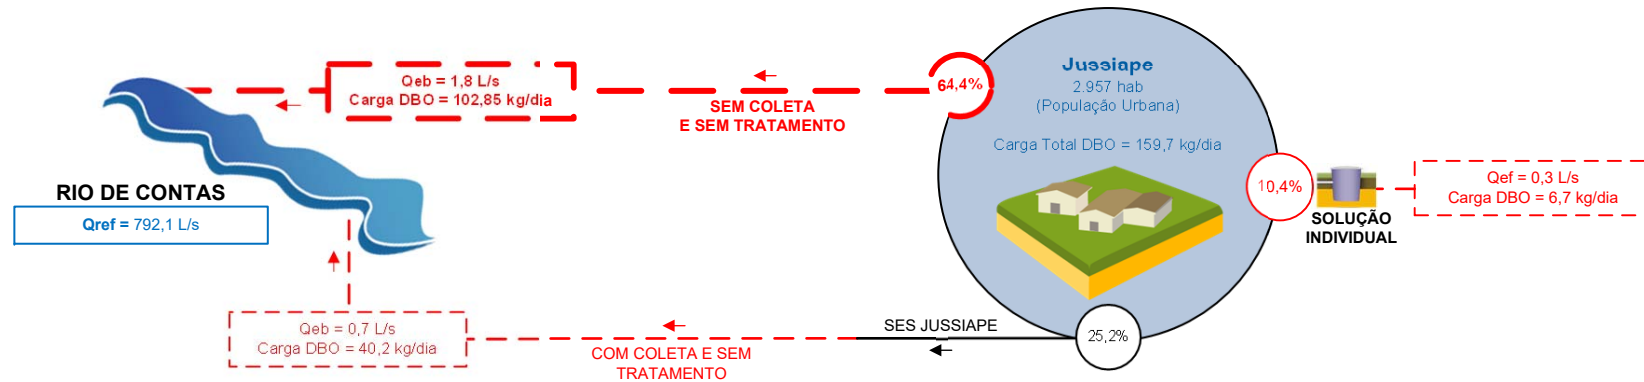 Qeb = 1,8 L/s
Carga DBO = 102,85 kg/dia
SEM COLETA
E SEM TRATAMENTO
64,4%
Jussiape
2.957 hab
(População Urbana)
Carga Total DBO = 159,7 kg/dia
10,4%
SOLUÇÃO
INDIVIDUAL
Qef = 0,3 L/s
Carga DBO = 6,7 kg/dia
RIO DE CONTAS
Qref = 792,1 L/s
Qeb = 0,7 L/s
Carga DBO = 40,2 kg/dia
COM COLETA E SEM
TRATAMENTO
SES JUSSIAPE
25,2%